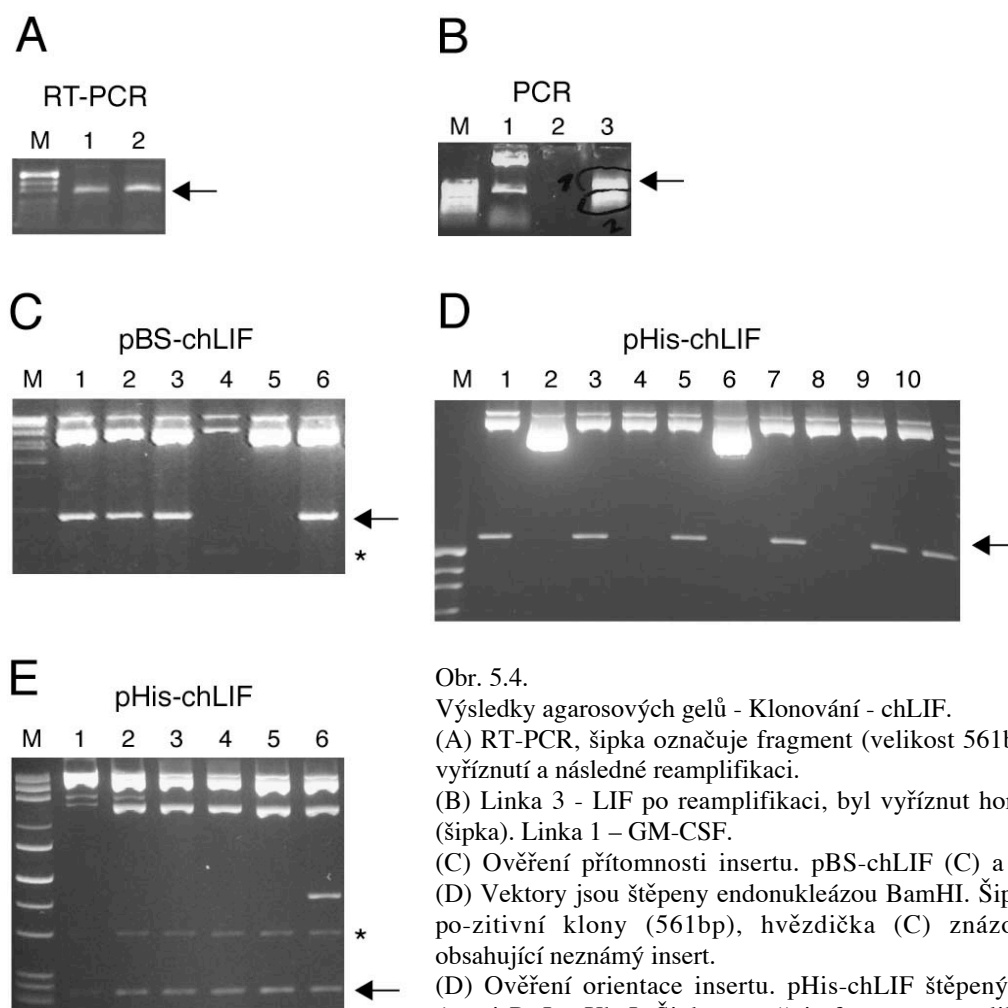 A
RT-PCR
M 1 2
B
PCR
M 1 2 3
1
2
C
pBS-chLIF
M 1 2 3 4 5 6
*
D
pHis-chLIF
M 1 2 3 4 5 6 7 8 9 10
E
pHis-chLIF
M 1 2 3 4 5 6
*
Obr. 5.4.
Výsledky agarosových gelů - Klonování - chLIF.
(A) RT-PCR, šipka označuje fragment (velikost 561b
vyříznutí a následné reamplifikaci.
(B) Linka 3 - LIF po reamplifikaci, byl vyříznut hor
(šipka). Linka 1 – GM-CSF.
(C) Ověření přítomnosti insertu. pBS-chLIF (C) a
(D) Vektory jsou štěpeny endonukleázou BamHI. Šip
po-zitivní klony (561bp), hvězdička (C) znázo
obsahující neznámý insert.
(D) Ověření orientace insertu. pHis-chLIF štěpený